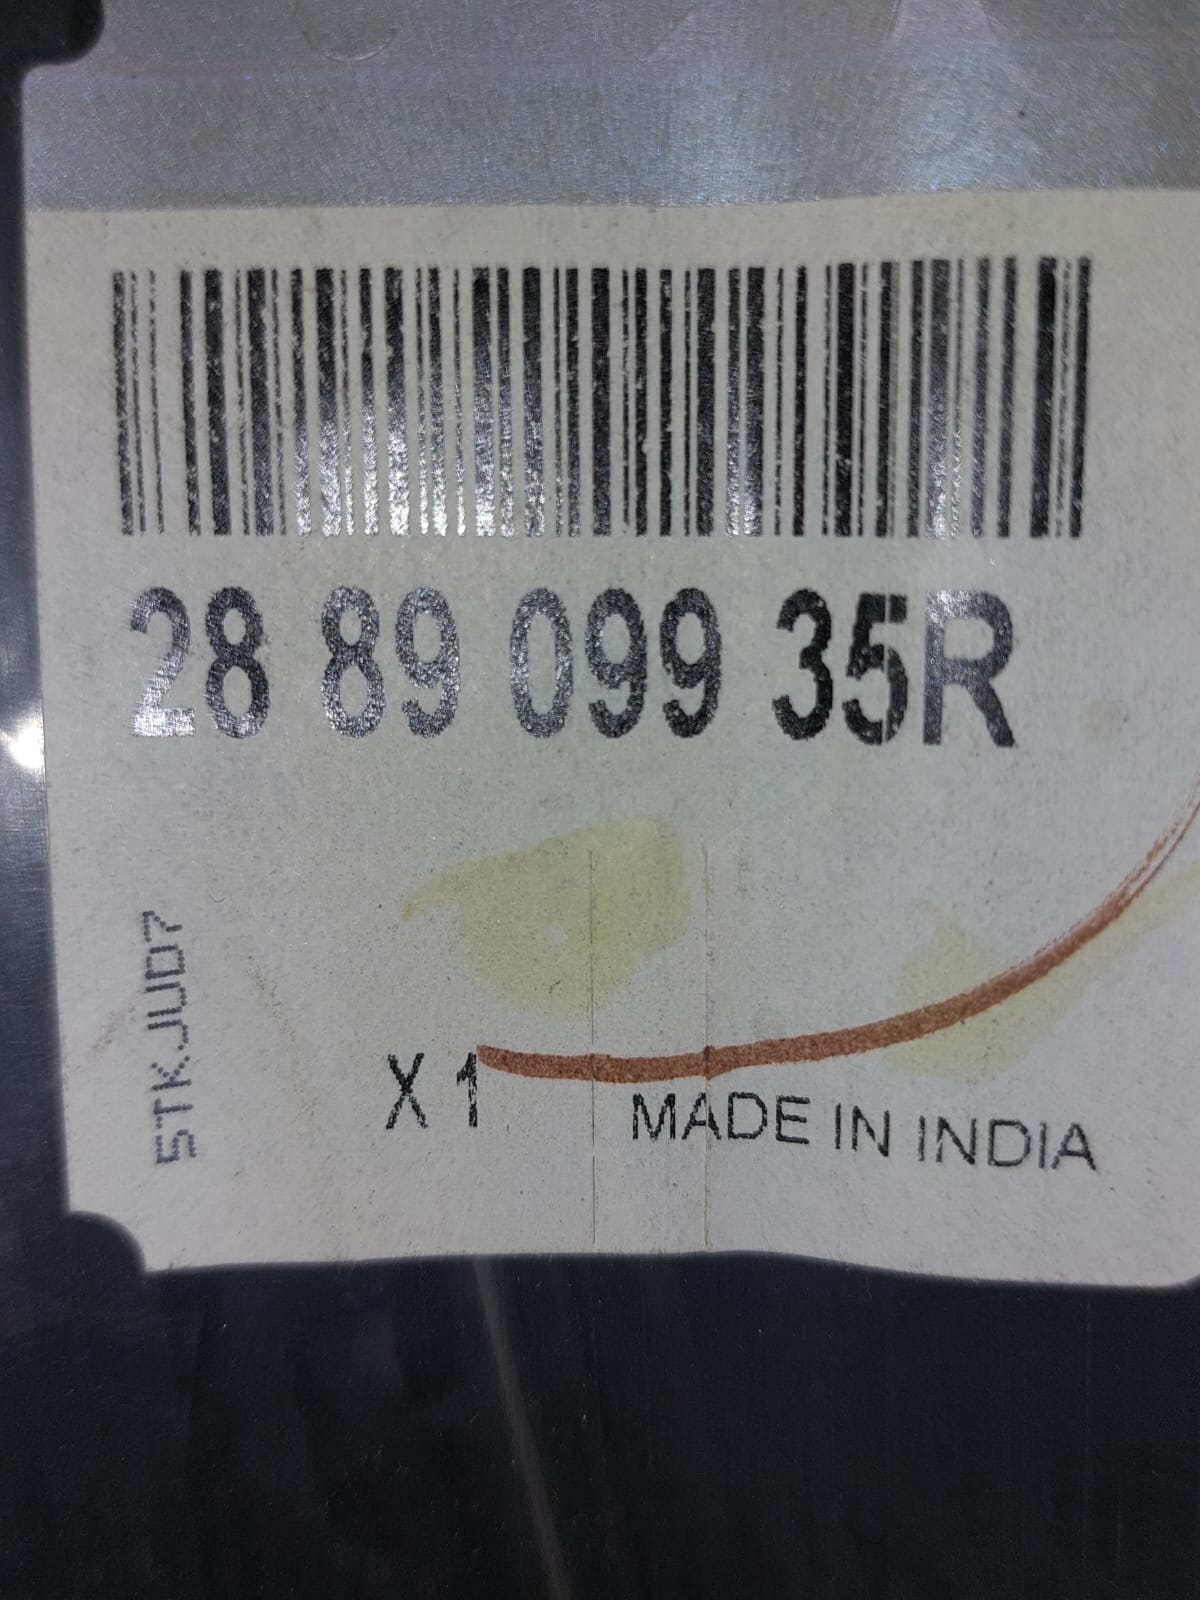 28 89 099 35R
5TKJUD7
X 1
MADE IN INDIA